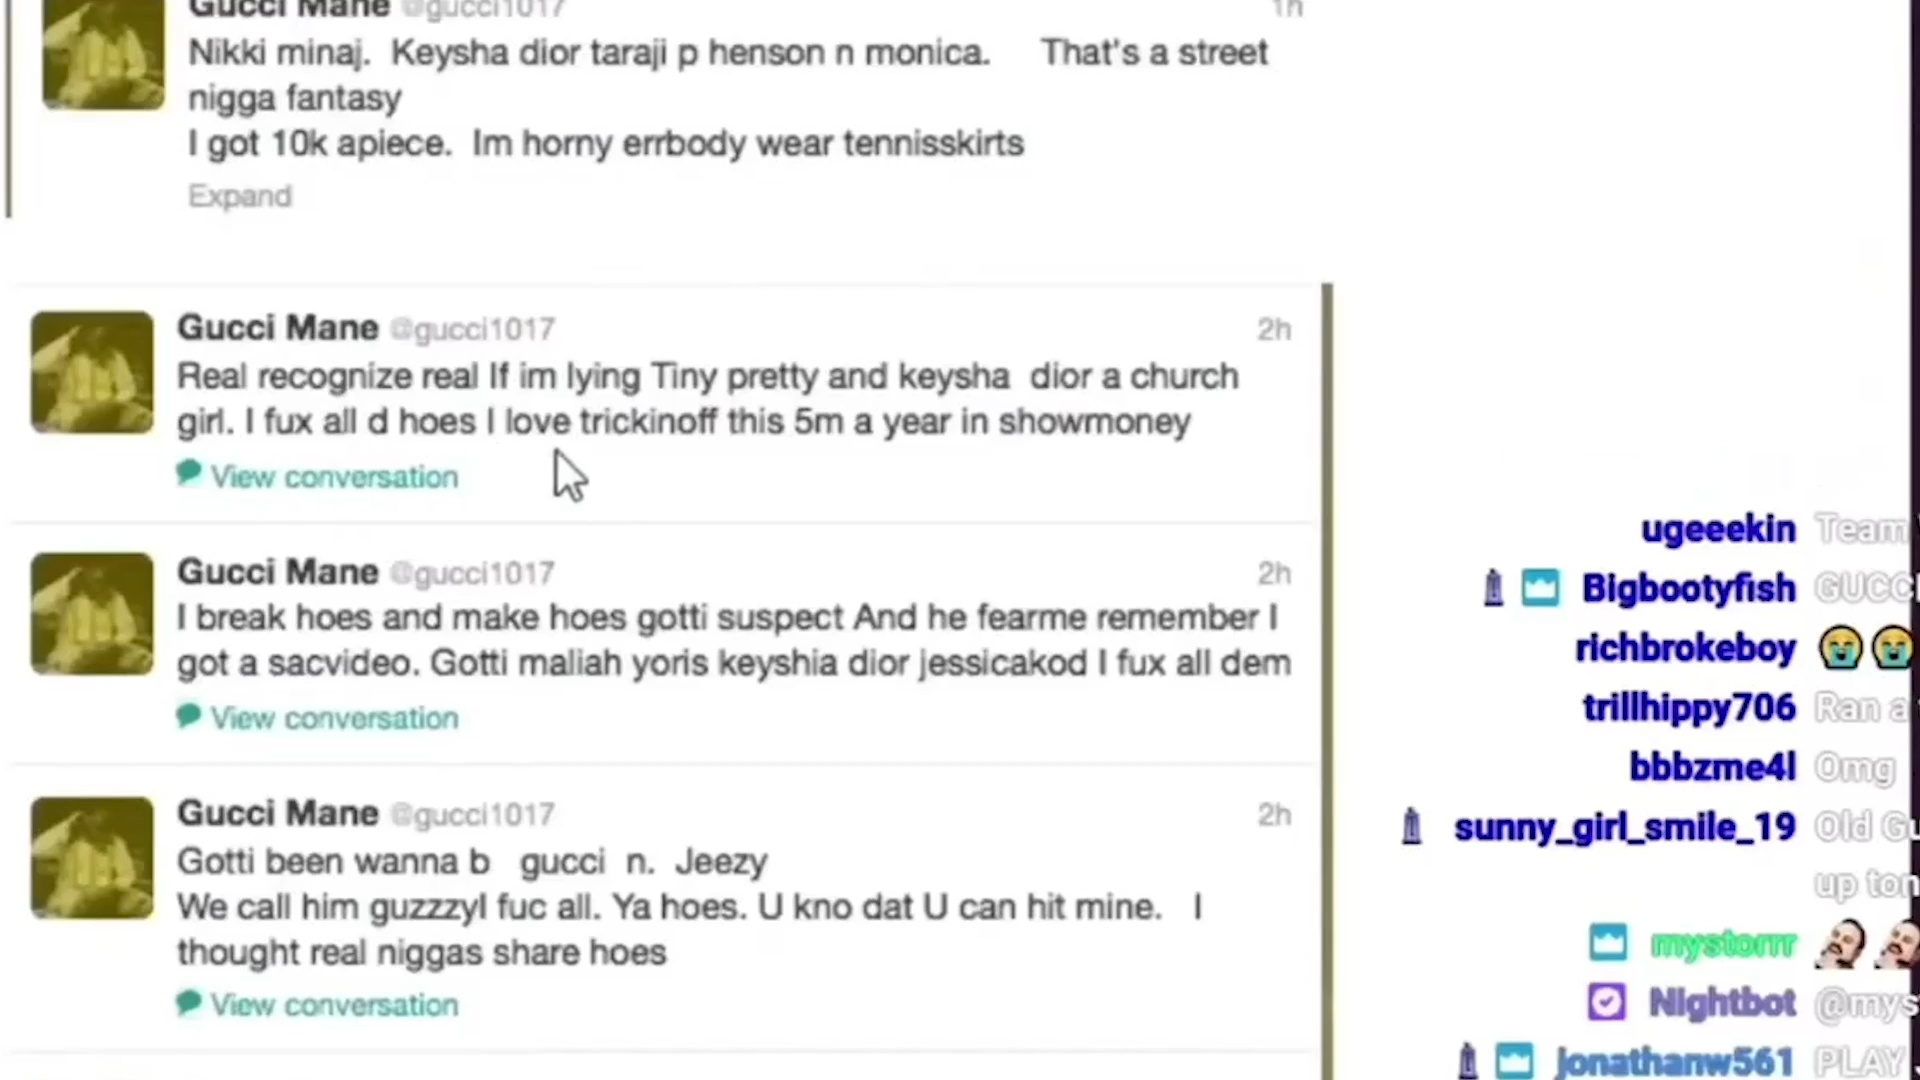 Gucci Mane @gucci1017 1h
Nikki minaj. Keysha dior taraji p henson n monica. That's a street
nigga fantasy
I got 10k apiece. Im horny errbody wear tennisskirts
Expand
Gucci Mane @gucci1017 2h
Real recognize real If im lying Tiny pretty and keysha dior a church
girl. I fux all d hoes I love trickinoff this 5m a year in showmoney
View conversation
Gucci Mane @gucci1017 2h
I break hoes and make hoes gotti suspect And he fearme remember I
got a sacvideo. Gotti maliah yoris keyshia dior jessicakod I fux all dem
View conversation
Gucci Mane @gucci1017 2h
Gotti been wanna b gucci n. Jeezy
We call him guzzzyl fuc all. Ya hoes. U kno dat U can hit mine. I
thought real niggas share hoes
View conversation
ugeeekin Team
Bigbootyfish GUCCI
richbrokeboy 😭😭
trillhippy706 Ran a
bbbzme4l Omg
sunny_girl_smile_19 Old Gu
up ton
mystorrr
Nightbot @mys
jonathanw561 PLAY